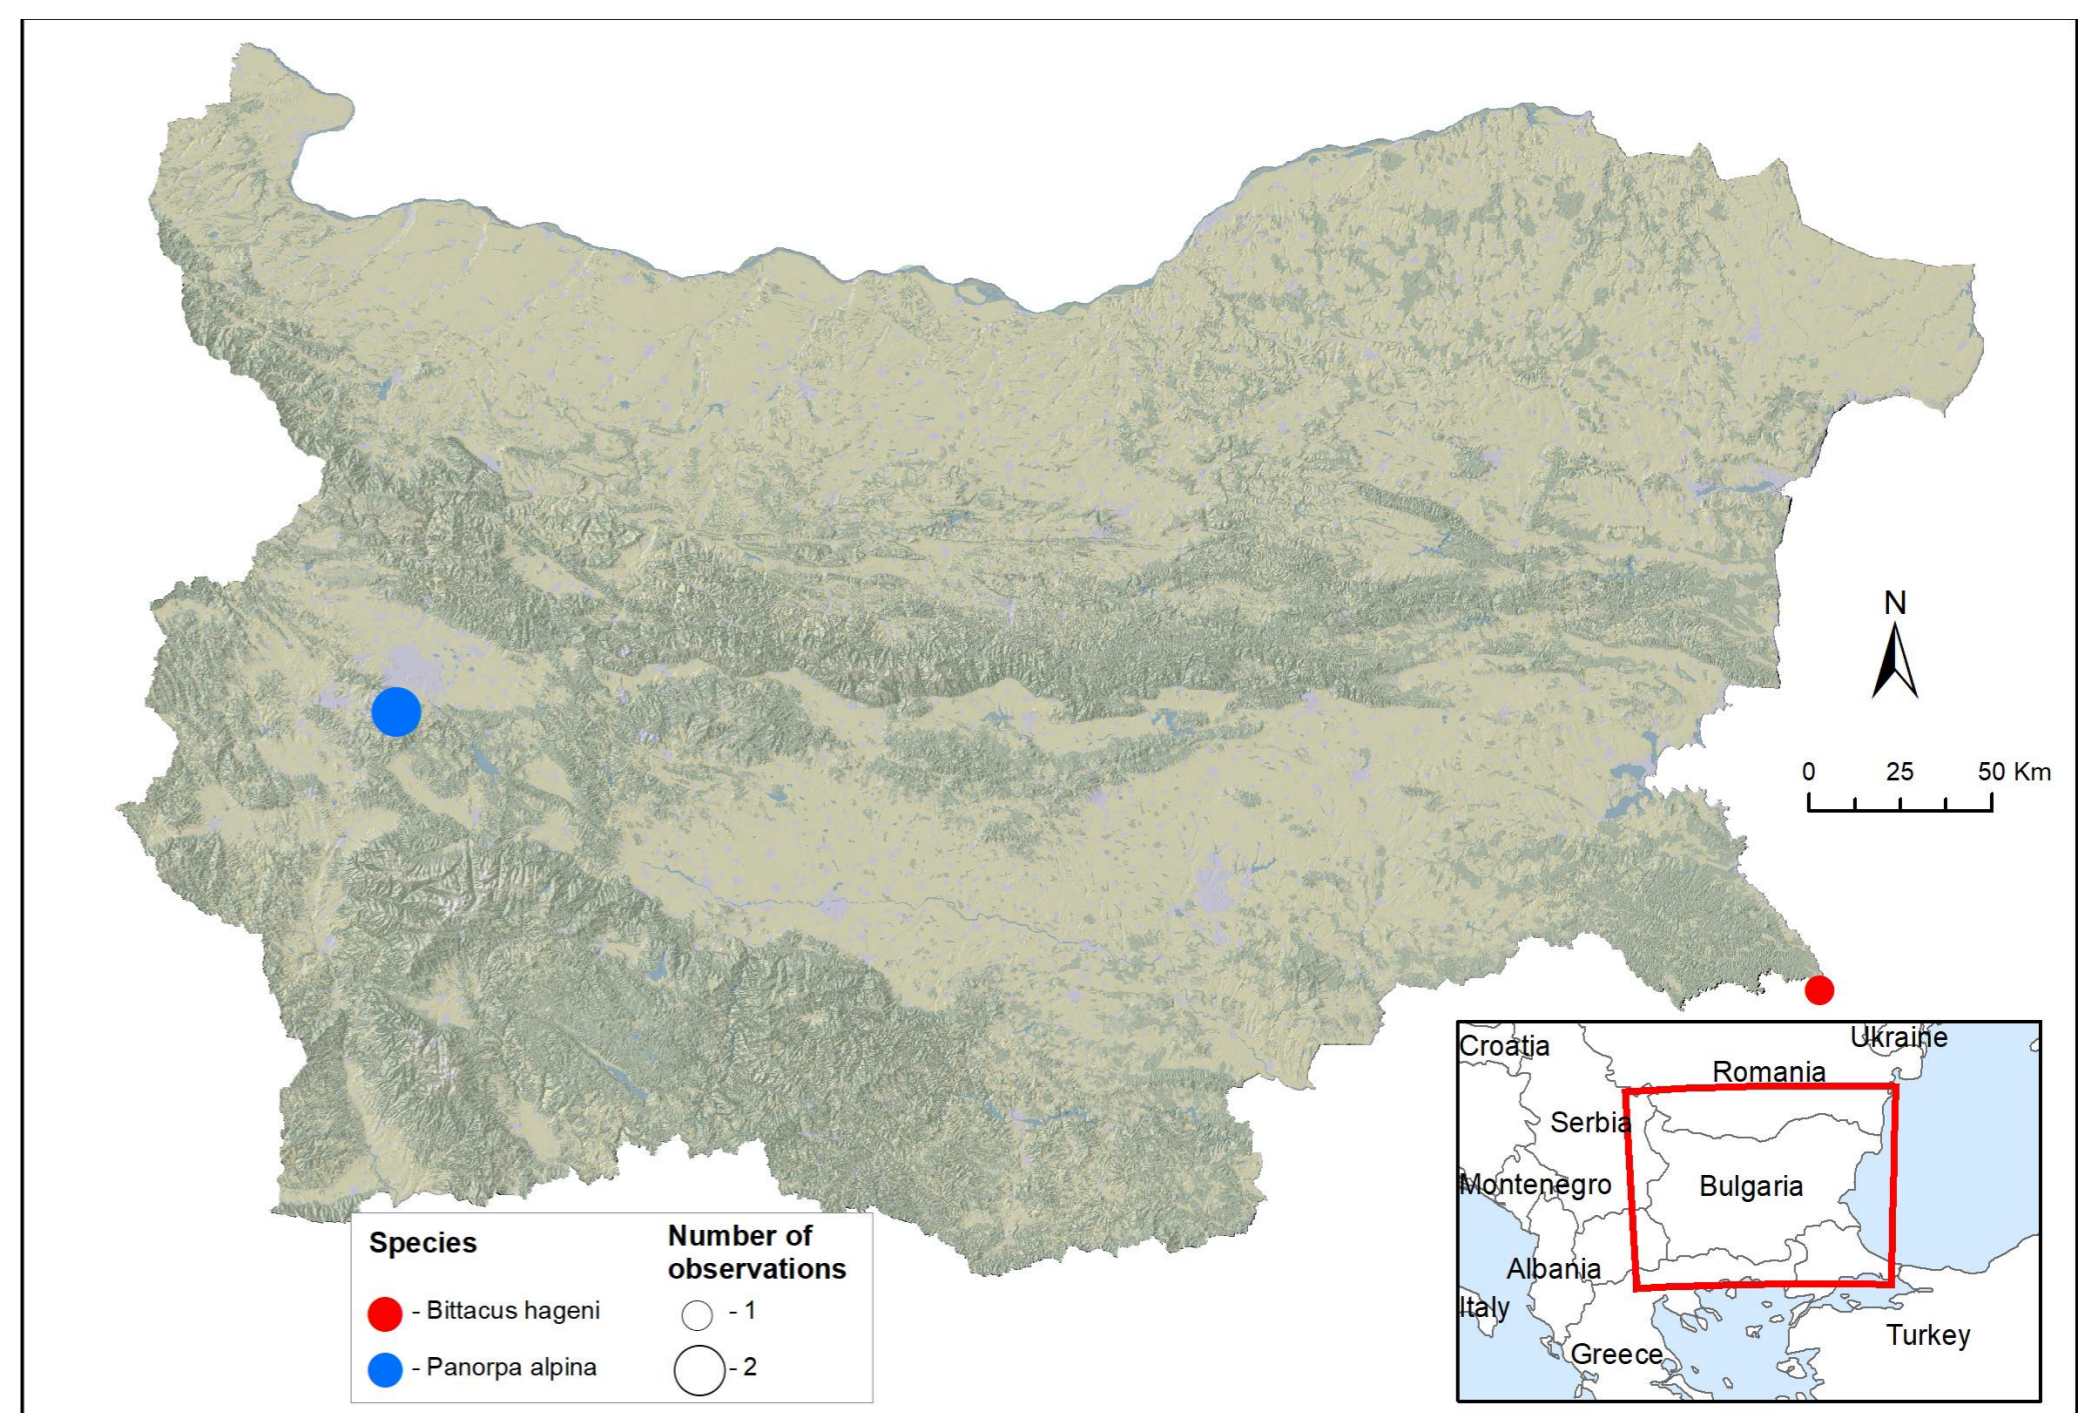 N
0 25 50 Km
Species
- Bittacus hageni
- Panorpa alpina
Number of
observations
- 1
- 2
Croatia
Ukraine
Romania
Serbia
Montenegro
Bulgaria
Albania
Italy
Greece
Turkey